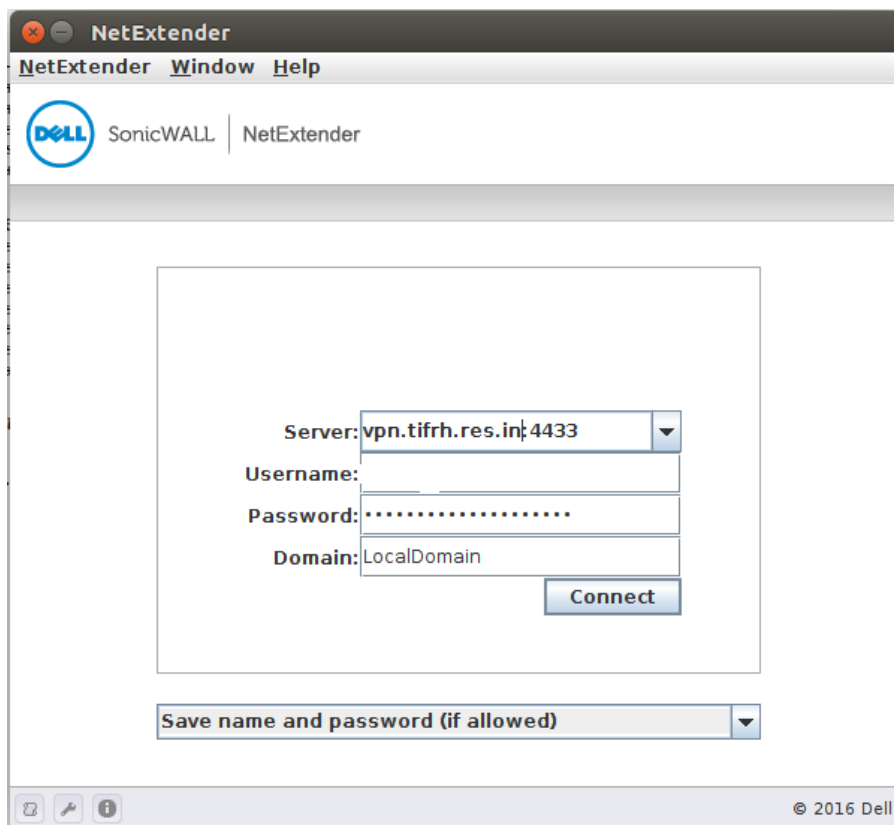 NetExtender
NetExtender Window Help
DELL SonicWALL NetExtender
Server: vpn.tifrh.res.in:4433
Username:
Password: ••••••••••••••••••••
Domain: LocalDomain
Connect
Save name and password (if allowed)
© 2016 Dell